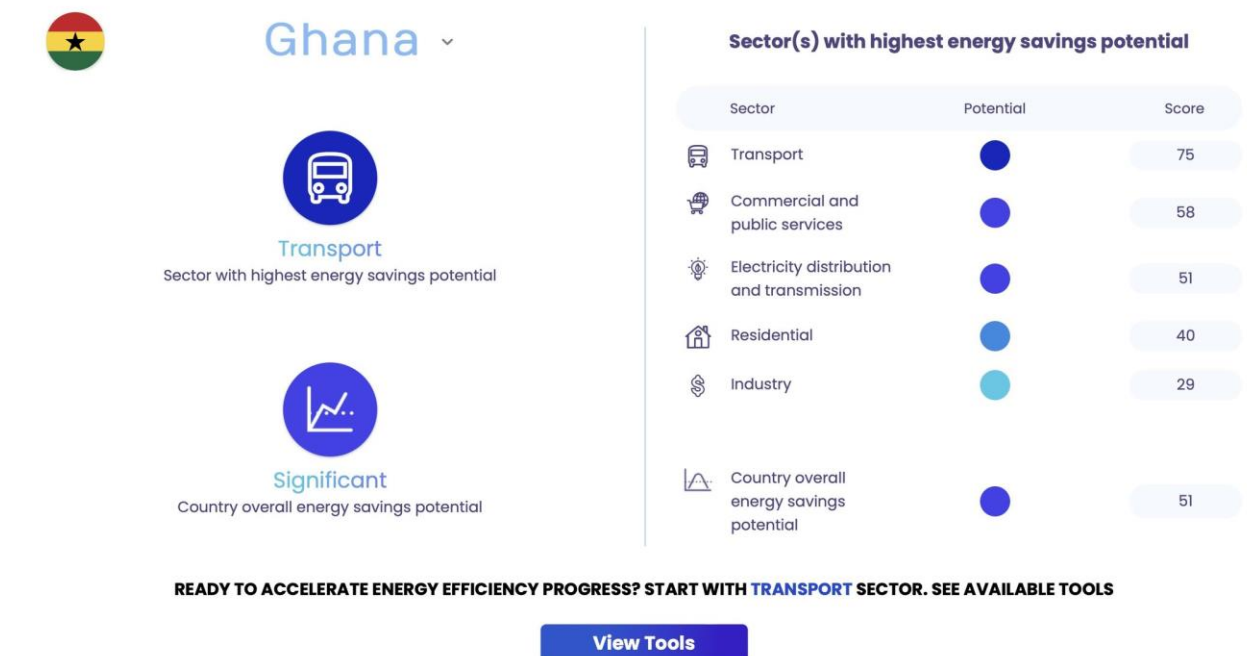 Ghana
Transport
Sector with highest energy savings potential
Significant
Country overall energy savings potential
Sector(s) with highest energy savings potential
Sector Potential Score
Transport 75
Commercial and
public services 58
Electricity distribution
and transmission 51
Residential 40
Industry 29
Country overall
energy savings 51
potential
READY TO ACCELERATE ENERGY EFFICIENCY PROGRESS? START WITH TRANSPORT SECTOR. SEE AVAILABLE TOOLS
View Tools